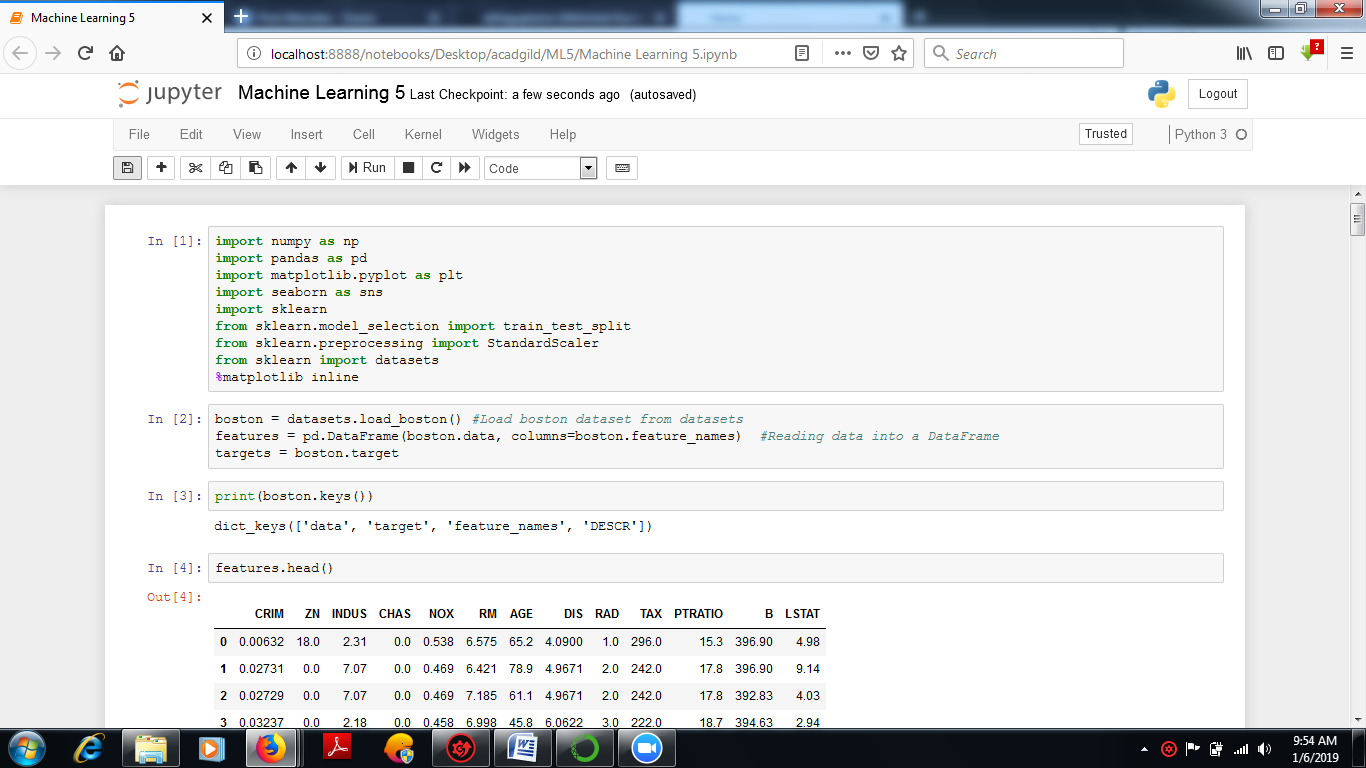 Machine Learning 5
localhost:8888/notebooks/Desktop/acadgild/ML5/Machine Learning 5.ipynb
Search
jupyter Machine Learning 5 Last Checkpoint: a few seconds ago (autosaved)
Logout
File Edit View Insert Cell Kernel Widgets Help
Trusted
Python 3
Run
Code
In [1]: import numpy as np
import pandas as pd
import matplotlib.pyplot as plt
import seaborn as sns
import sklearn
from sklearn.model_selection import train_test_split
from sklearn.preprocessing import StandardScaler
from sklearn import datasets
%matplotlib inline
In [2]: boston = datasets.load_boston() #Load boston dataset from datasets
features = pd.DataFrame(boston.data, columns=boston.feature_names) #Reading data into a DataFrame
targets = boston.target
In [3]: print(boston.keys())
dict_keys(['data', 'target', 'feature_names', 'DESCR'])
In [4]: features.head()
Out[4]:
CRIM ZN INDUS CHAS NOX RM AGE DIS RAD TAX PTRATIO B LSTAT
0 0.00632 18.0 2.31 0.0 0.538 6.575 65.2 4.0900 1.0 296.0 15.3 396.90 4.98
1 0.02731 0.0 7.07 0.0 0.469 6.421 78.9 4.9671 2.0 242.0 17.8 396.90 9.14
2 0.02729 0.0 7.07 0.0 0.469 7.185 61.1 4.9671 2.0 242.0 17.8 392.83 4.03
3 0.03237 0.0 2.18 0.0 0.458 6.998 45.8 6.0622 3.0 222.0 18.7 394.63 2.94
9:54 AM
1/6/2019